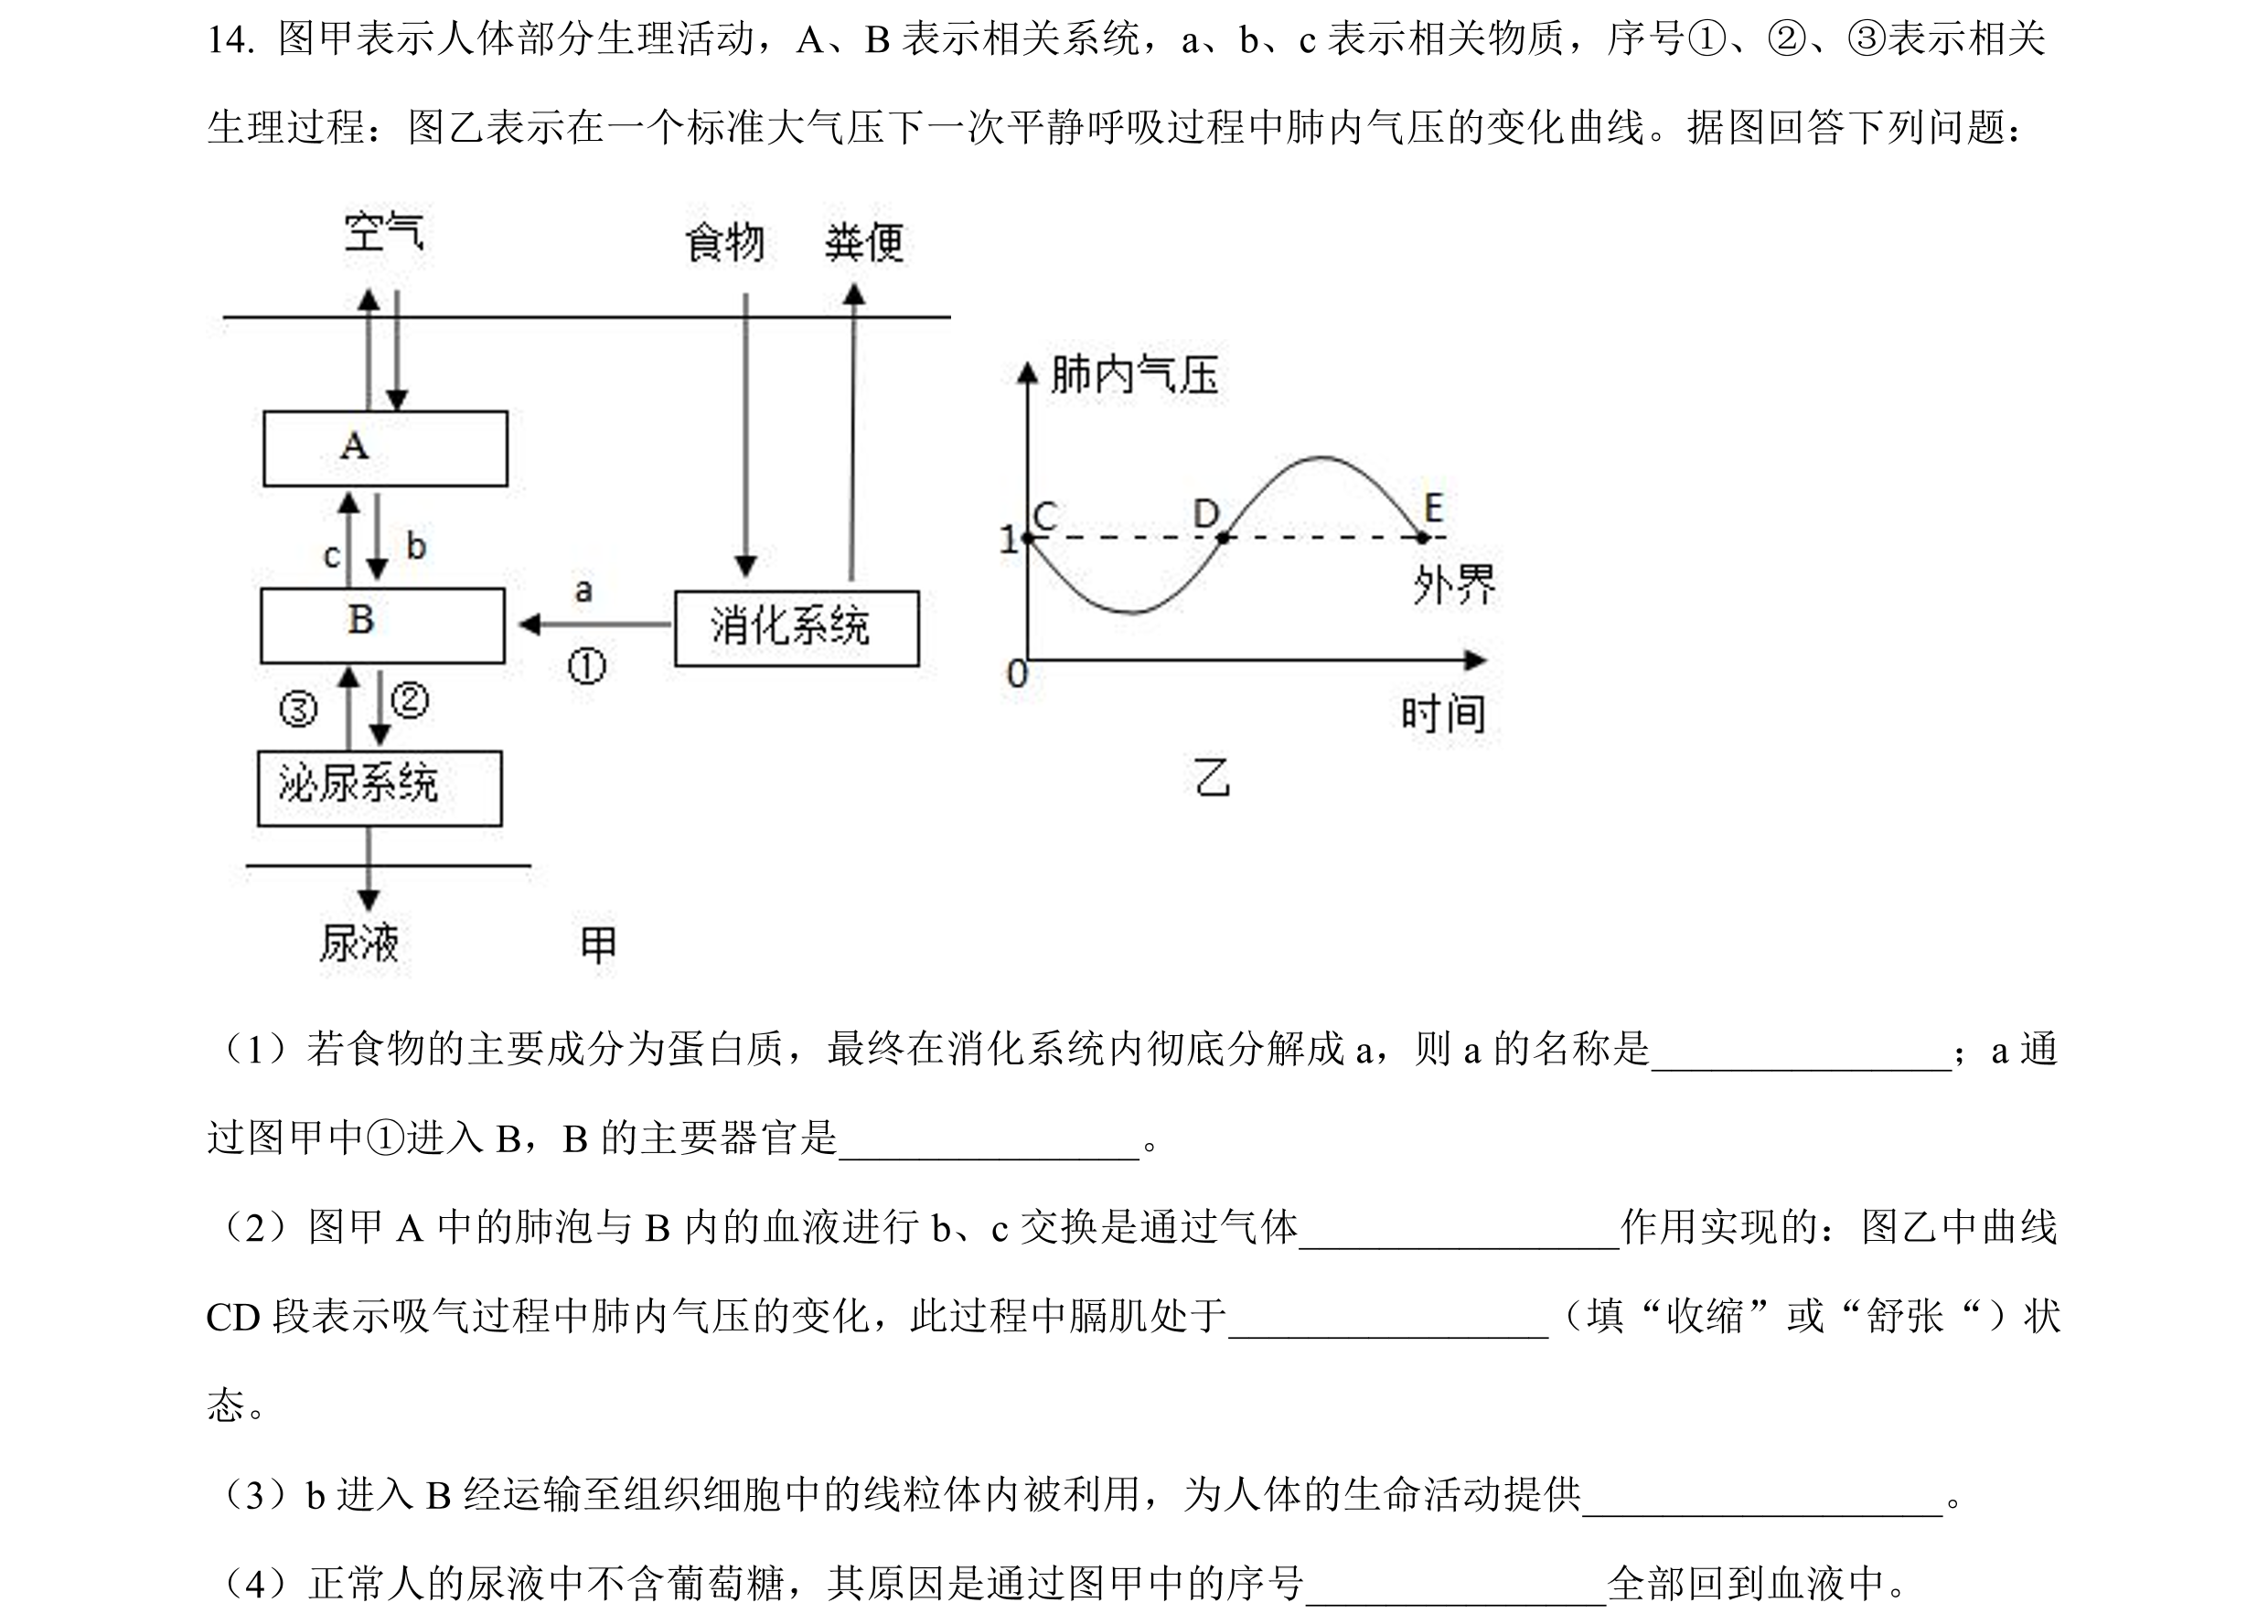 14. 图甲表示人体部分生理活动，A、B 表示相关系统，a、b、c 表示相关物质，序号①、②、③表示相关
生理过程：图乙表示在一个标准大气压下一次平静呼吸过程中肺内气压的变化曲线。据图回答下列问题：
空气
食物 粪便
肺内气压
A
C D E
1
c b
外界
a
B
消化系统
①
0
③ ②
时间
乙
泌尿系统
尿液 甲
（1）若食物的主要成分为蛋白质，最终在消化系统内彻底分解成 a，则 a 的名称是_______________；a 通
过图甲中①进入 B，B 的主要器官是_______________。
（2）图甲 A 中的肺泡与 B 内的血液进行 b、c 交换是通过气体________________作用实现的：图乙中曲线
CD 段表示吸气过程中肺内气压的变化，此过程中膈肌处于________________（填“收缩”或“舒张“）状
态。
（3）b 进入 B 经运输至组织细胞中的线粒体内被利用，为人体的生命活动提供__________________。
（4）正常人的尿液中不含葡萄糖，其原因是通过图甲中的序号_______________全部回到血液中。